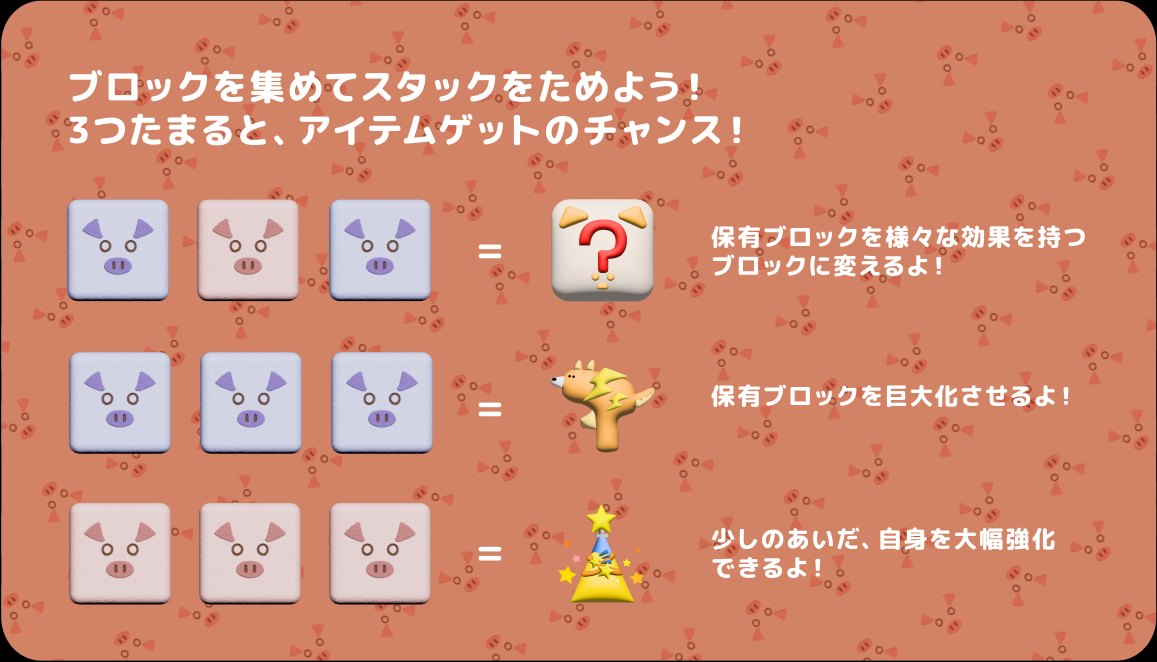 ブロックを集めてスタックをためよう!
3つたまると、アイテムゲットのチャンス!
=
?
保有ブロックを様々な効果を持つ
ブロックに変えるよ!
=
保有ブロックを巨大化させるよ!
=
少しのあいだ、自身を大幅強化
できるよ!